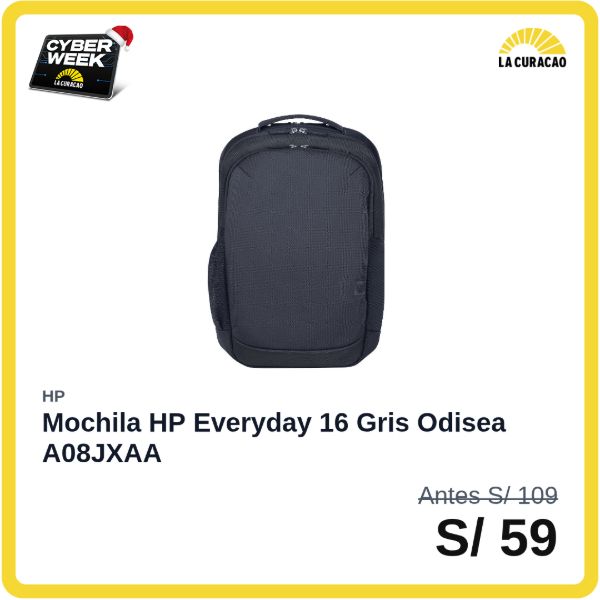 CYBER
WEEK
LA CURACAO
LA CURACAO
HP
Mochila HP Everyday 16 Gris Odisea
A08JXAA
Antes S/ 109
S/ 59